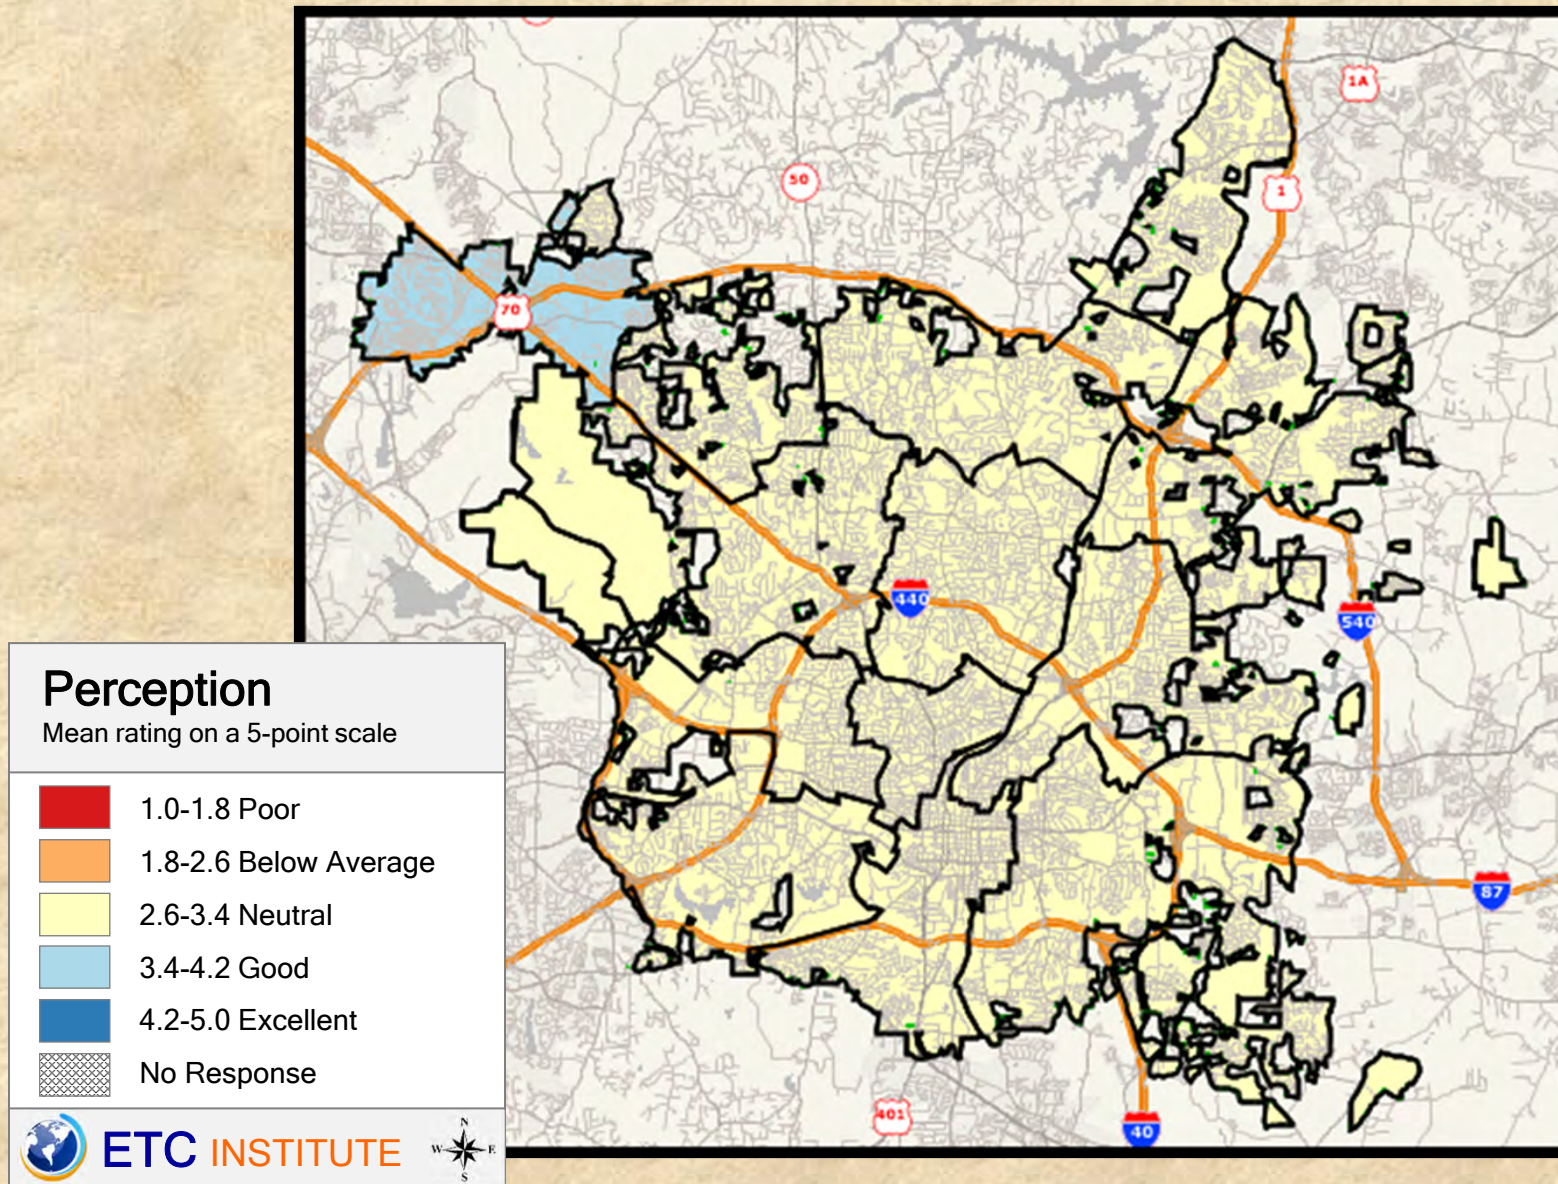 1A
50
1
70
440
540
Perception
Mean rating on a 5-point scale
1.0-1.8 Poor
1.8-2.6 Below Average
2.6-3.4 Neutral
3.4-4.2 Good
4.2-5.0 Excellent
No Response
87
401
40
ETC INSTITUTE
N
W E
S